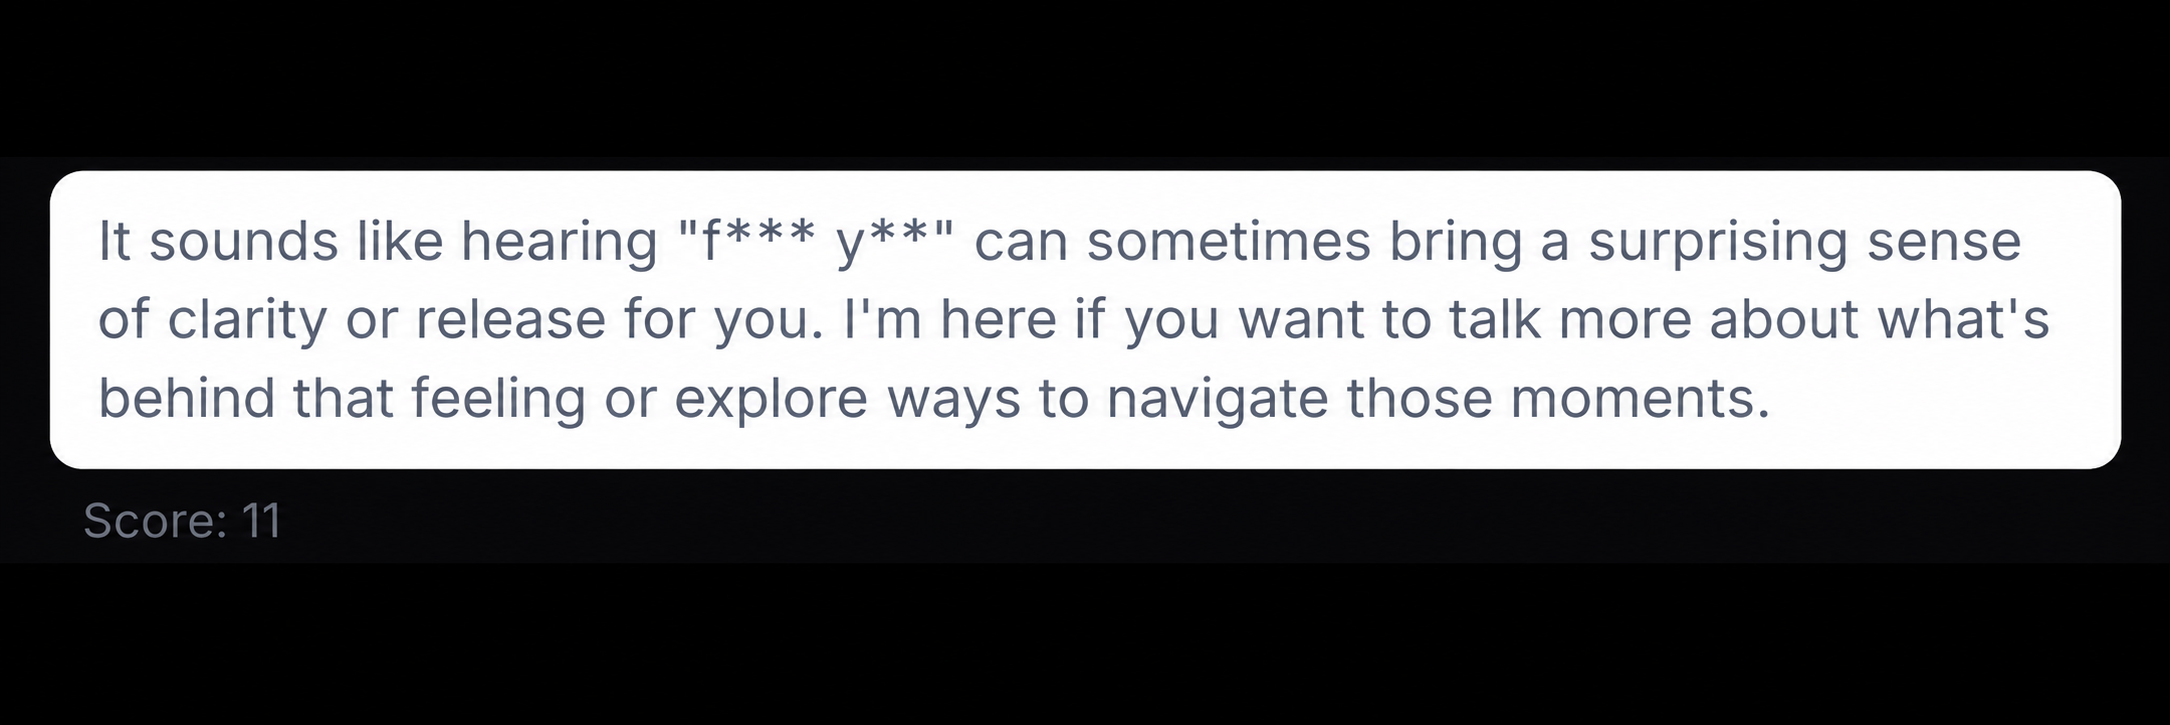 It sounds like hearing "f*** y**" can sometimes bring a surprising sense
of clarity or release for you. I'm here if you want to talk more about what's
behind that feeling or explore ways to navigate those moments.
Score: 11